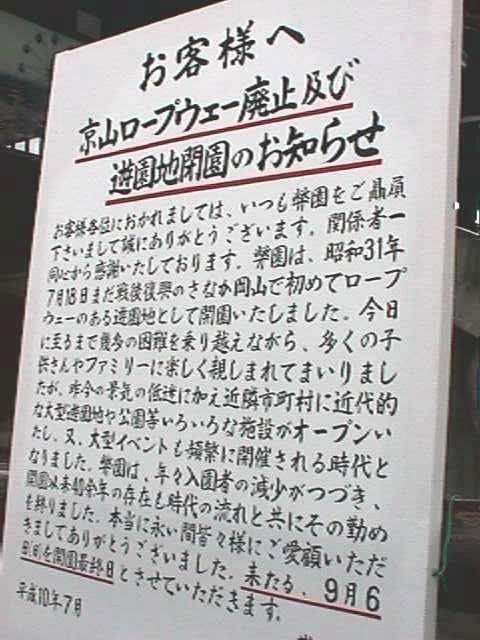 お客様へ
京山ロープウェー廃止及び
遊園地閉園のお知らせ
お客様各位におかれましては、いつも弊園をご贔屓
下さいまして誠にありがとうございます。関係者一
同心から感謝いたしております。弊園は、昭和31年
7月18日まだ戦後復興のさなか岡山で初めてロープ
ウェーのある遊園地として開園いたしました。今日
に至るまで幾多の困難を乗り越えながら、多くの子
供さんやファミリーに楽しく親しまれてまいりまし
たが、昨今の景気の低迷に加え近隣市町村に近代的
な大型遊園地や公園等いろいろな施設がオープンい
たし、又、大型イベントも頻繁に開催される時代と
なりました。弊園は、年々入園者の減少がつづき、
開園以来40余年の存在も時代の流れと共にその勤め
を終りました。本当に永い間皆々様にご愛顧いただ
きましてありがとうございました。来たる、9月6
日(日)を開園最終日とさせていただきます。
平成10年7月